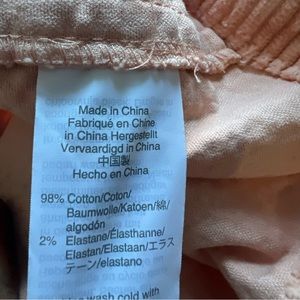 Made in China
Fabriqué en Chine
in China Hergestellt
Vervaardigd in China
中国製
Hecho en China
98% Cotton/Coton/
Baumwolle/Katoen/綿/
algodón
2% Elastane/Élasthanne/
Elastan/Elastaan/エラス
テーン/elastano
wash cold with